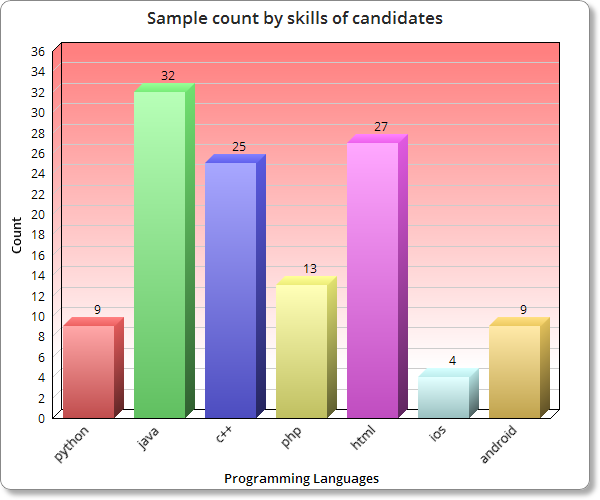 Sample count by skills of candidates
36
34
32
30
28
26
24
22
20
18
16
14
12
10
8
6
4
2
0
Count
9
32
25
13
27
4
9
python
java
c++
php
html
ios
android
Programming Languages